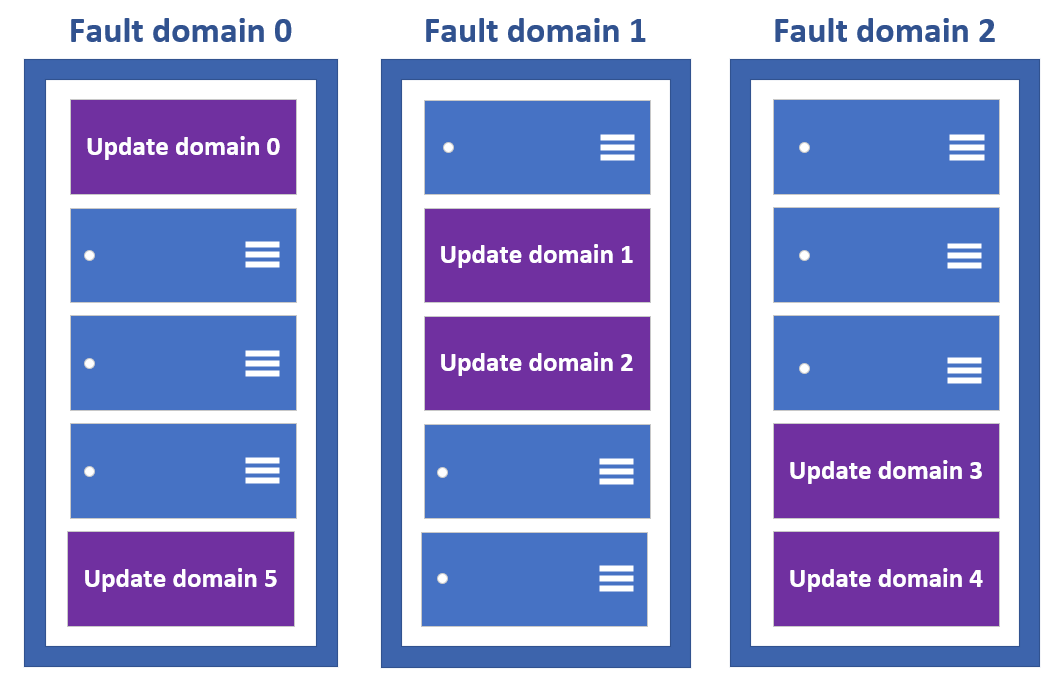 Fault domain 0
Fault domain 1
Fault domain 2
Update domain 0
Update domain 1
Update domain 2
Update domain 3
Update domain 5
Update domain 4